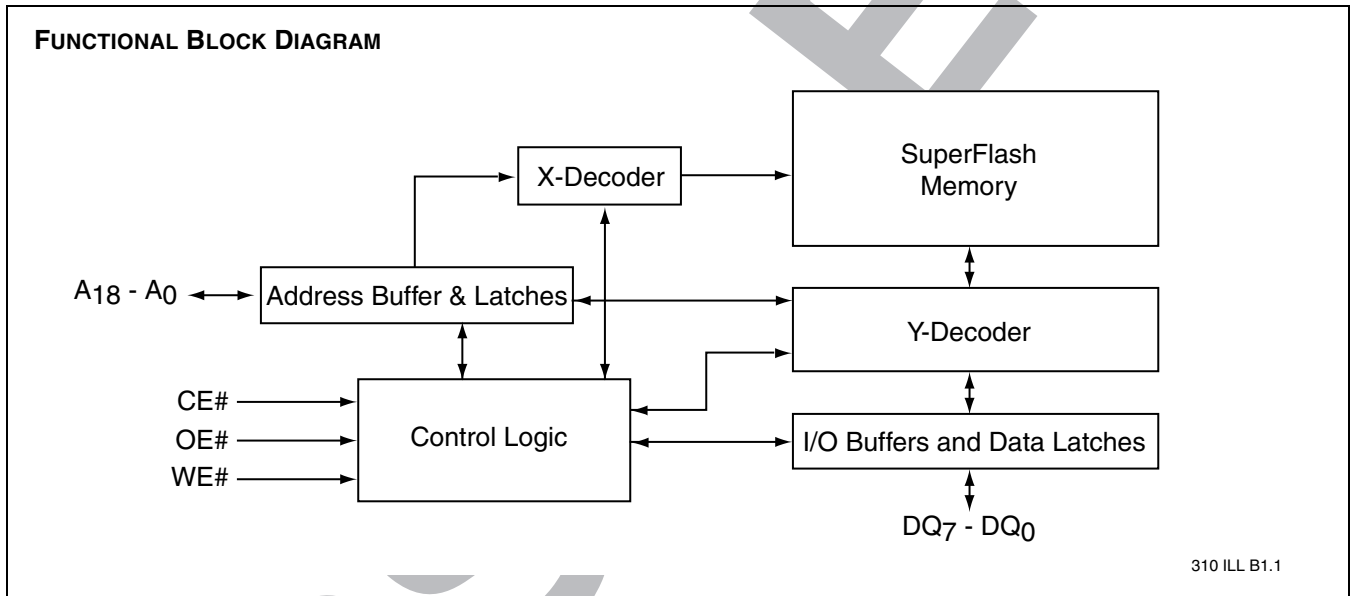 FUNCTIONAL BLOCK DIAGRAM
X-Decoder
SuperFlash
Memory
A18 - A0
Address Buffer & Latches
Y-Decoder
CE#
OE#
WE#
Control Logic
I/O Buffers and Data Latches
DQ7 - DQ0
310 ILL B1.1